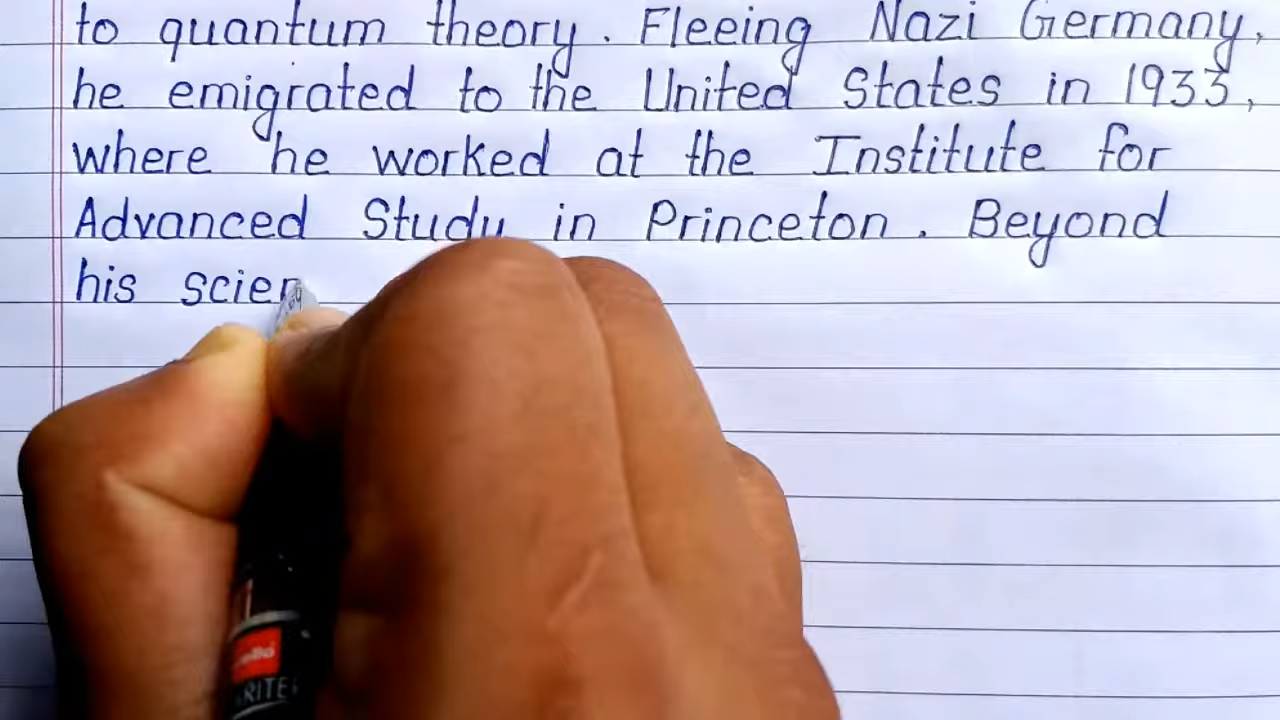 to quantum theory. Fleeing Nazi Germany,
he emigrated to the United States in 1933,
where he worked at the Institute for
Advanced Study in Princeton. Beyond
his scien